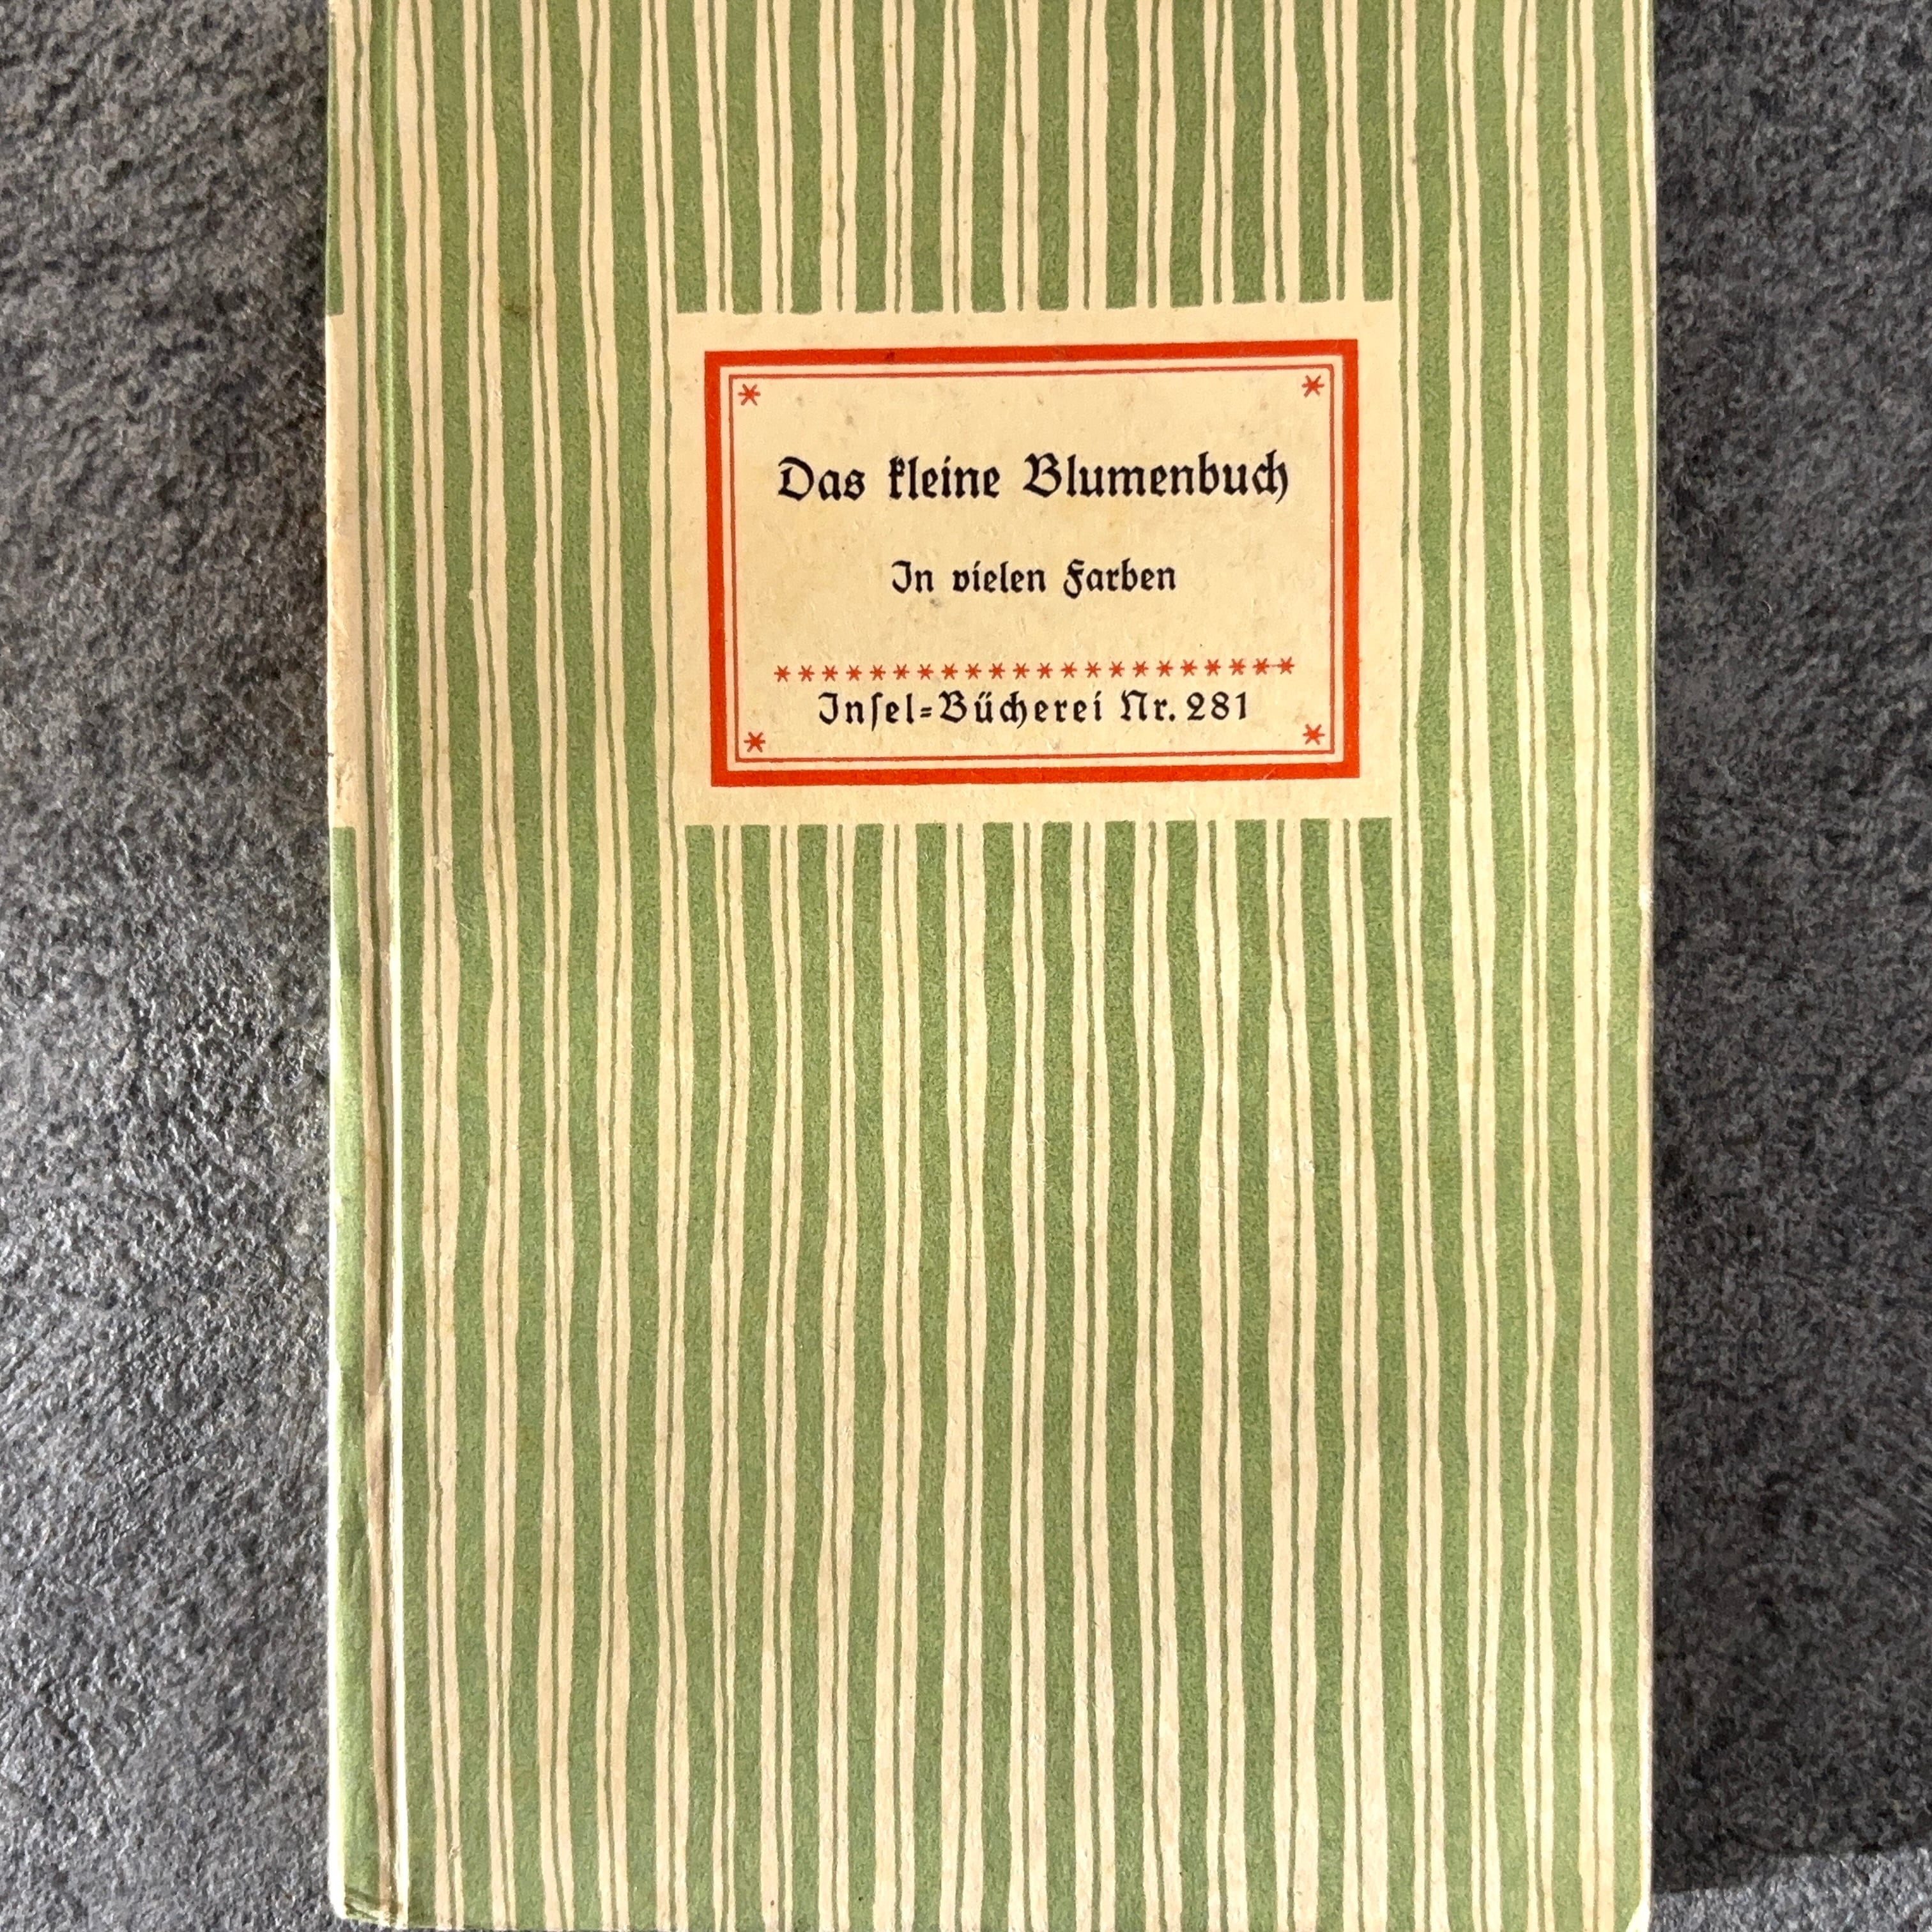 Das kleine Blumenbuch
In vielen Farben
Inſel=Bücherei Nr. 281